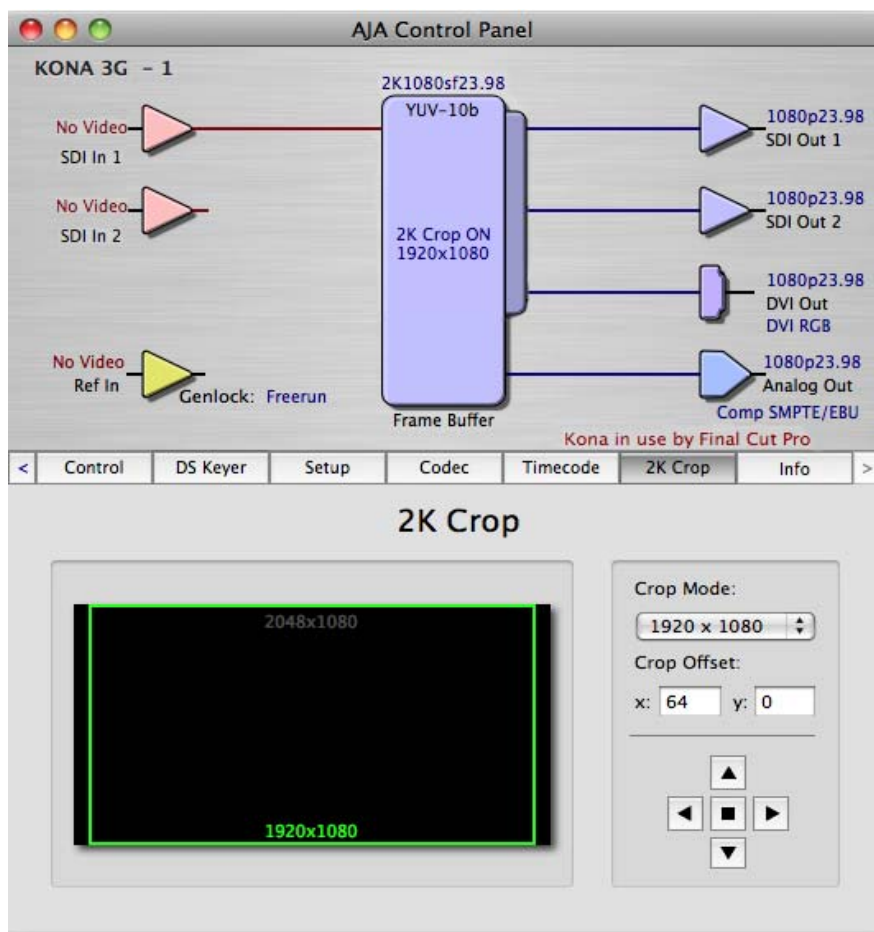 AJA Control Panel
KONA 3G - 1
2K1080sf23.98
YUV-10b
2K Crop ON
1920x1080
Frame Buffer
No Video
SDI In 1
No Video
SDI In 2
No Video
Ref In
Genlock: Freerun
1080p23.98
SDI Out 1
1080p23.98
SDI Out 2
1080p23.98
DVI Out
DVI RGB
1080p23.98
Analog Out
Comp SMPTE/EBU
Kona in use by Final Cut Pro
< Control DS Keyer Setup Codec Timecode 2K Crop Info >
2K Crop
2048x1080
1920x1080
Crop Mode:
1920 x 1080
Crop Offset:
x: 64 y: 0